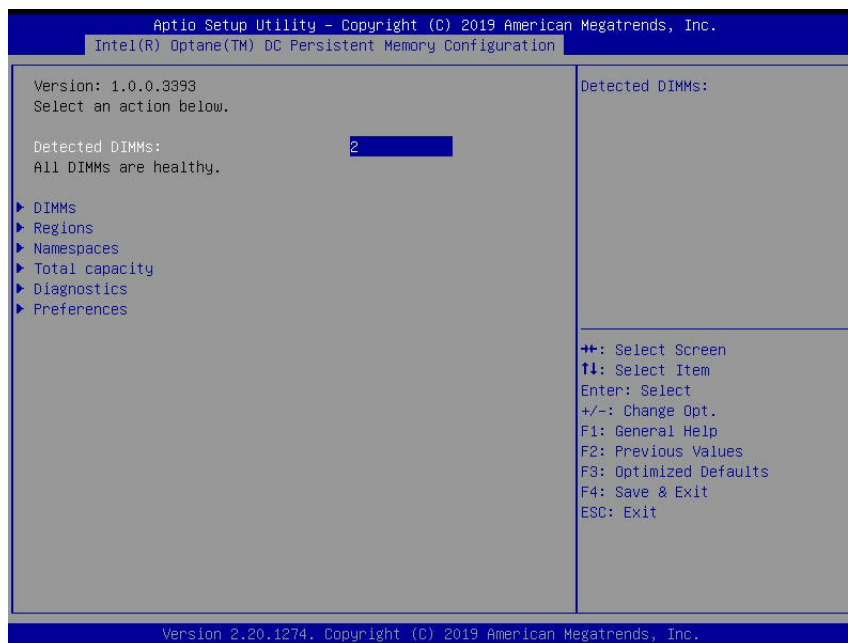 Aptio Setup Utility – Copyright (C) 2019 American Megatrends, Inc.
Intel(R) Optane(TM) DC Persistent Memory Configuration
Version: 1.0.0.3393
Select an action below.
Detected DIMMs: 2
All DIMMs are healthy.
DIMMs
Regions
Namespaces
Total capacity
Diagnostics
Preferences
Detected DIMMs:
→←: Select Screen
↑↓: Select Item
Enter: Select
+/-: Change Opt.
F1: General Help
F2: Previous Values
F3: Optimized Defaults
F4: Save & Exit
ESC: Exit
Version 2.20.1274. Copyright (C) 2019 American Megatrends, Inc.